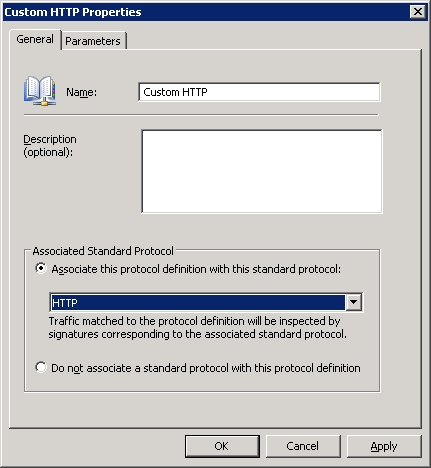 Custom HTTP Properties
General
Parameters
Name:
Custom HTTP
Description
(optional):
Associated Standard Protocol
Associate this protocol definition with this standard protocol:
HTTP
Traffic matched to the protocol definition will be inspected by
signatures corresponding to the associated standard protocol.
Do not associate a standard protocol with this protocol definition
OK
Cancel
Apply